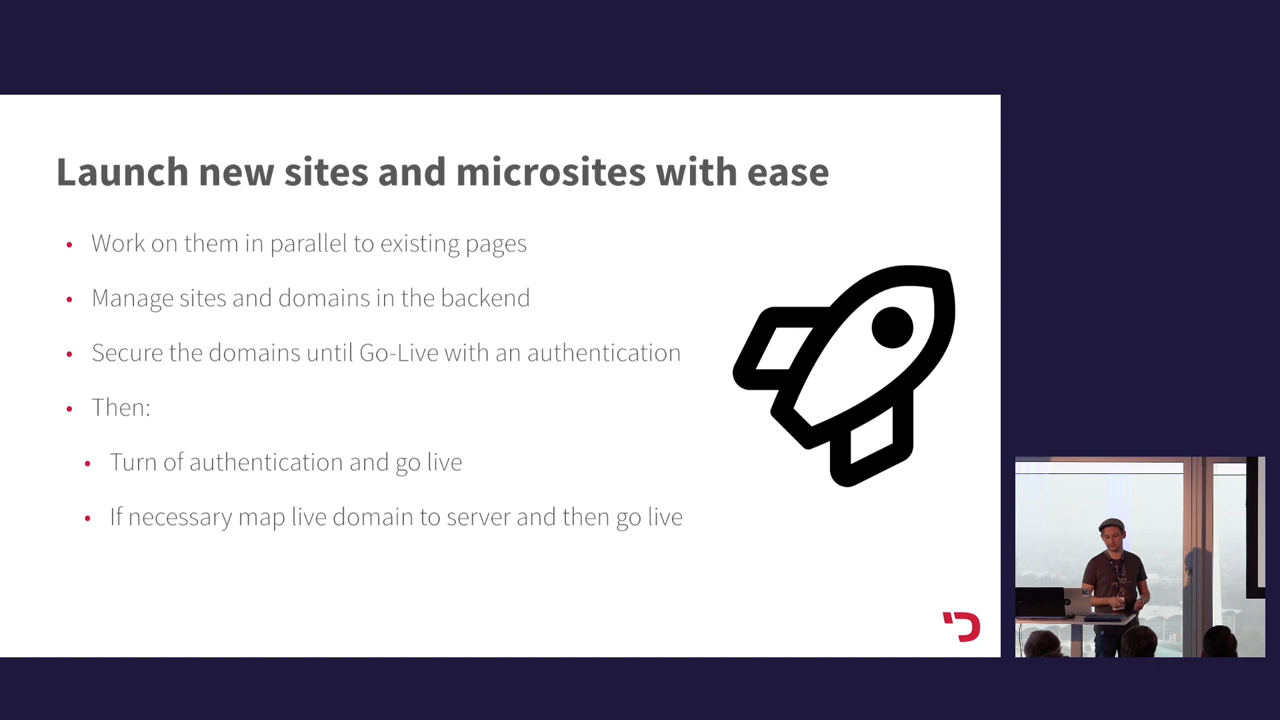 Launch new sites and microsites with ease
• Work on them in parallel to existing pages
• Manage sites and domains in the backend
• Secure the domains until Go-Live with an authentication
• Then:
• Turn of authentication and go live
• If necessary map live domain to server and then go live